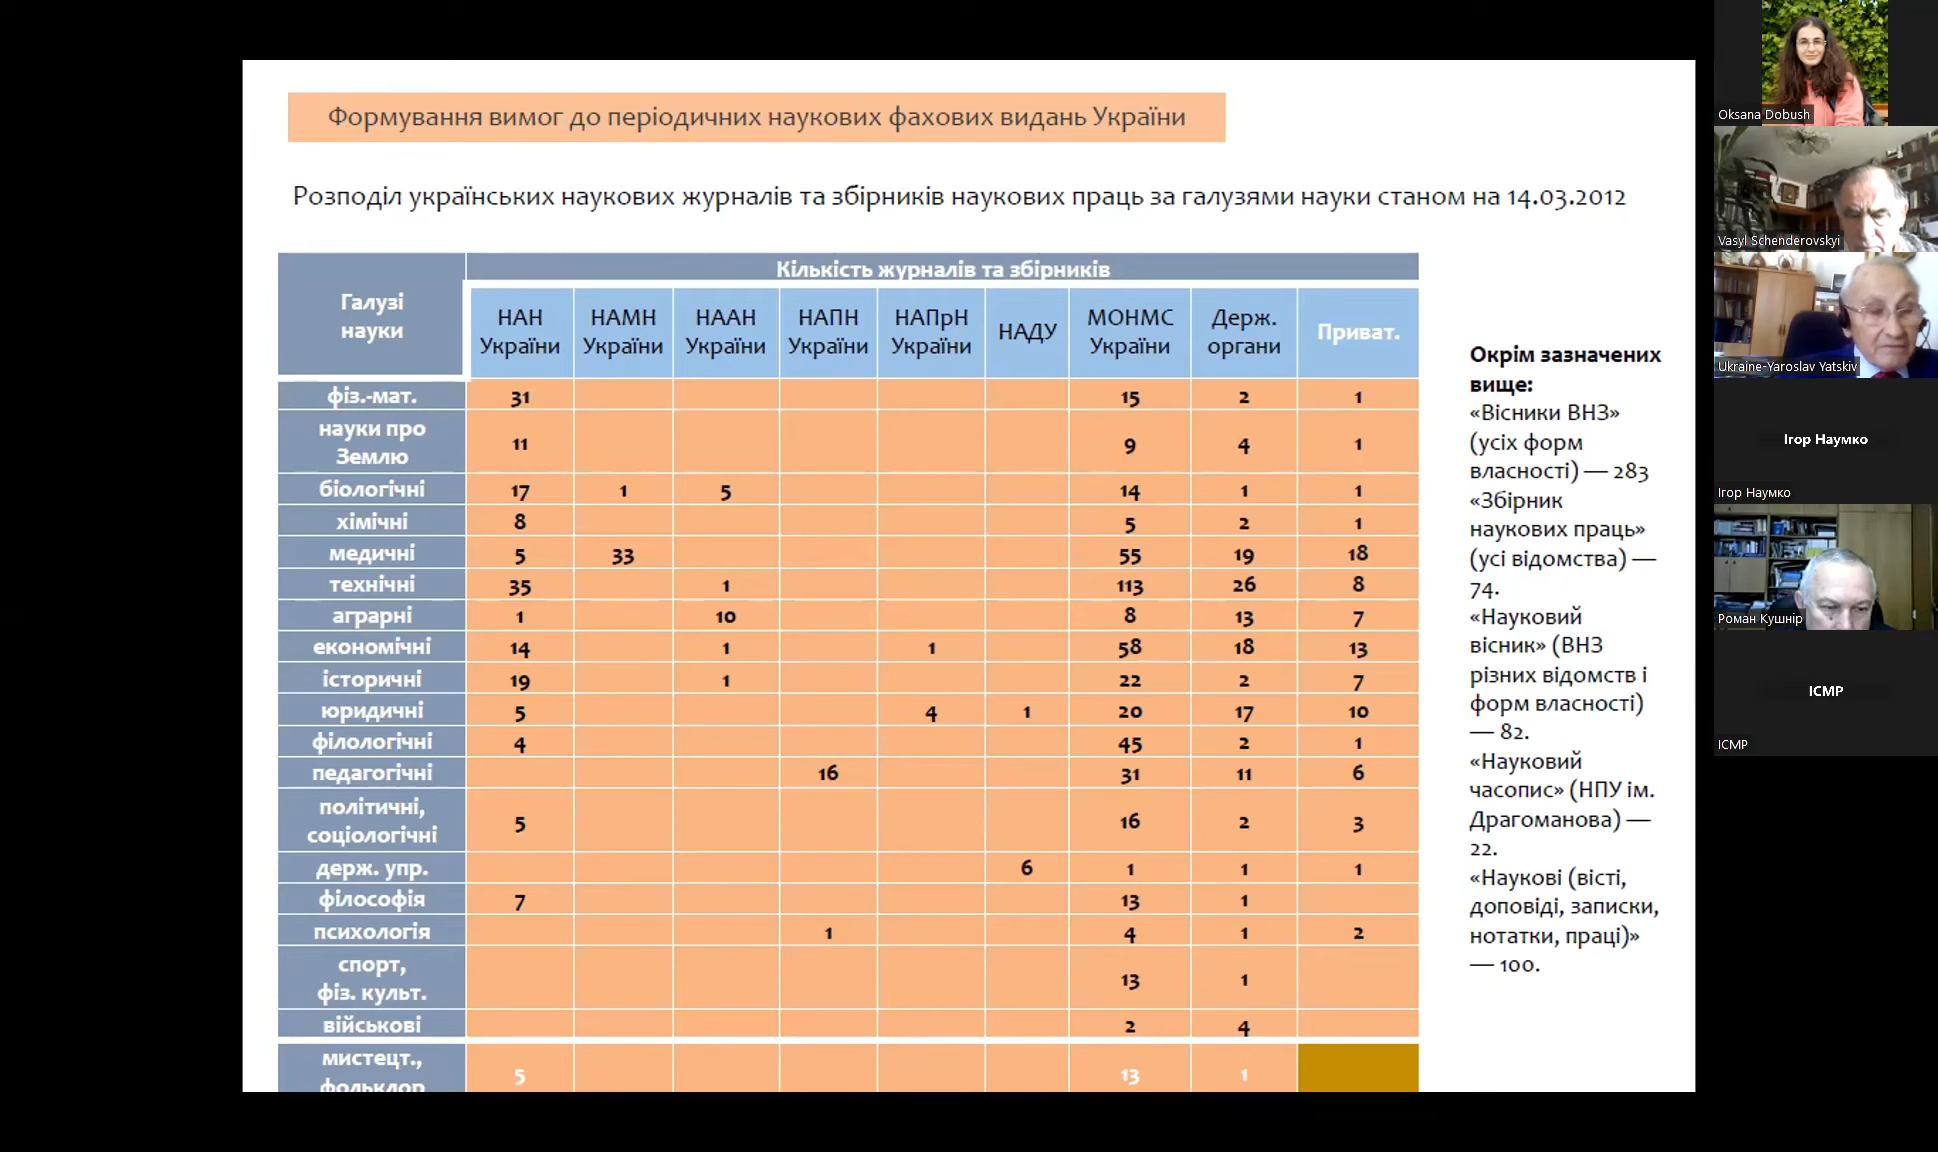 Формування вимог до періодичних наукових фахових видань України
Розподіл українських наукових журналів та збірників наукових праць за галузями науки станом на 14.03.2012
Галузі науки
Кількість журналів та збірників
НАН України НАМН України НААН України НАПН України НАПрН України НАДУ МОНМС України Держ. органи Приват.
фіз.-мат. 31 15 2 1
науки про Землю 11 9 4 1
біологічні 17 1 5 14 1 1
хімічні 8 5 2 1
медичні 5 33 55 19 18
технічні 35 1 113 26 8
аграрні 1 10 8 13 7
економічні 14 1 1 58 18 13
історичні 19 1 22 2 7
юридичні 5 4 1 20 17 10
філологічні 4 45 2 1
педагогічні 16 31 11 6
політичні, соціологічні 5 16 2 3
держ. упр. 6 1 1 1
філософія 7 13 1
психологія 1 4 1 2
спорт, фіз. культ. 13 1
військові 2 4
мистецт., фольклор 5 13 1
Окрім зазначених
вище:
«Вісники ВНЗ»
(усіх форм
власності) — 283
«Збірник
наукових праць»
(усі відомства) —
74.
«Науковий
вісник» (ВНЗ
різних відомств і
форм власності)
— 82.
«Науковий
часопис» (НПУ ім.
Драгоманова) —
22.
«Наукові (вісті,
доповіді, записки,
нотатки, праці)»
— 100.
Oksana Dobush
Vasyl Schenderovskyi
Ukraine-Yaroslav Yatskiv
Ігор Наумко
Ігор Наумко
Роман Кушнір
ICMP
ICMP